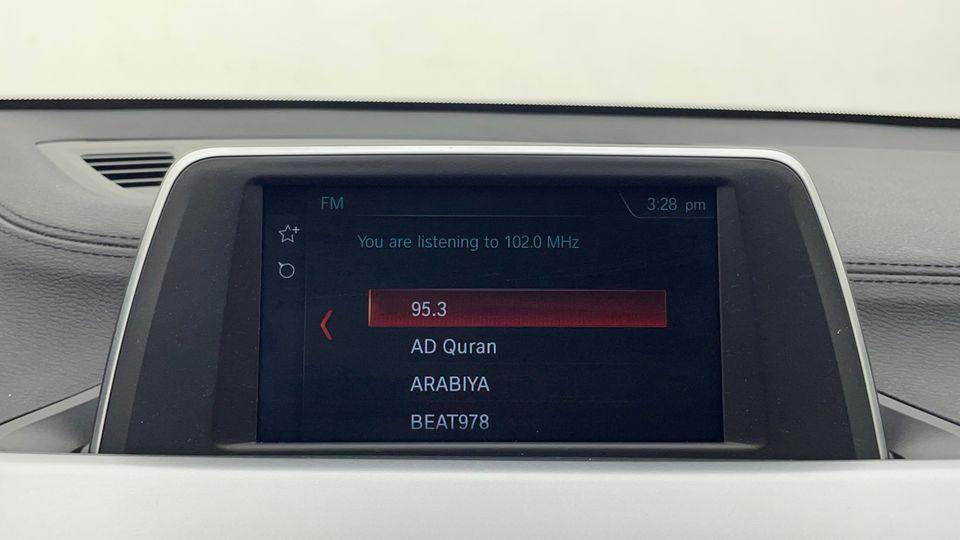 FM
3:28 pm
You are listening to 102.0 MHz
95.3
AD Quran
ARABIYA
BEAT978